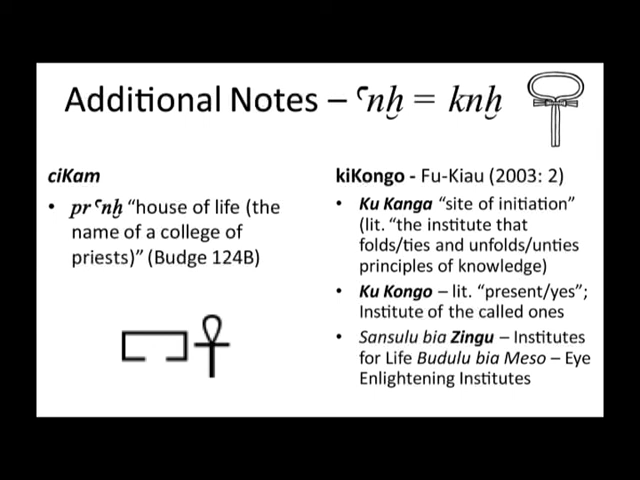 Additional Notes – ꜥnḫ = knḫ
ciKam
• pr ꜥnḫ “house of life (the
name of a college of
priests)” (Budge 124B)
kiKongo - Fu-Kiau (2003: 2)
• Ku Kanga “site of initiation”
(lit. “the institute that
folds/ties and unfolds/unties
principles of knowledge)
• Ku Kongo – lit. “present/yes”;
Institute of the called ones
• Sansulu bia Zingu – Institutes
for Life Budulu bia Meso – Eye
Enlightening Institutes